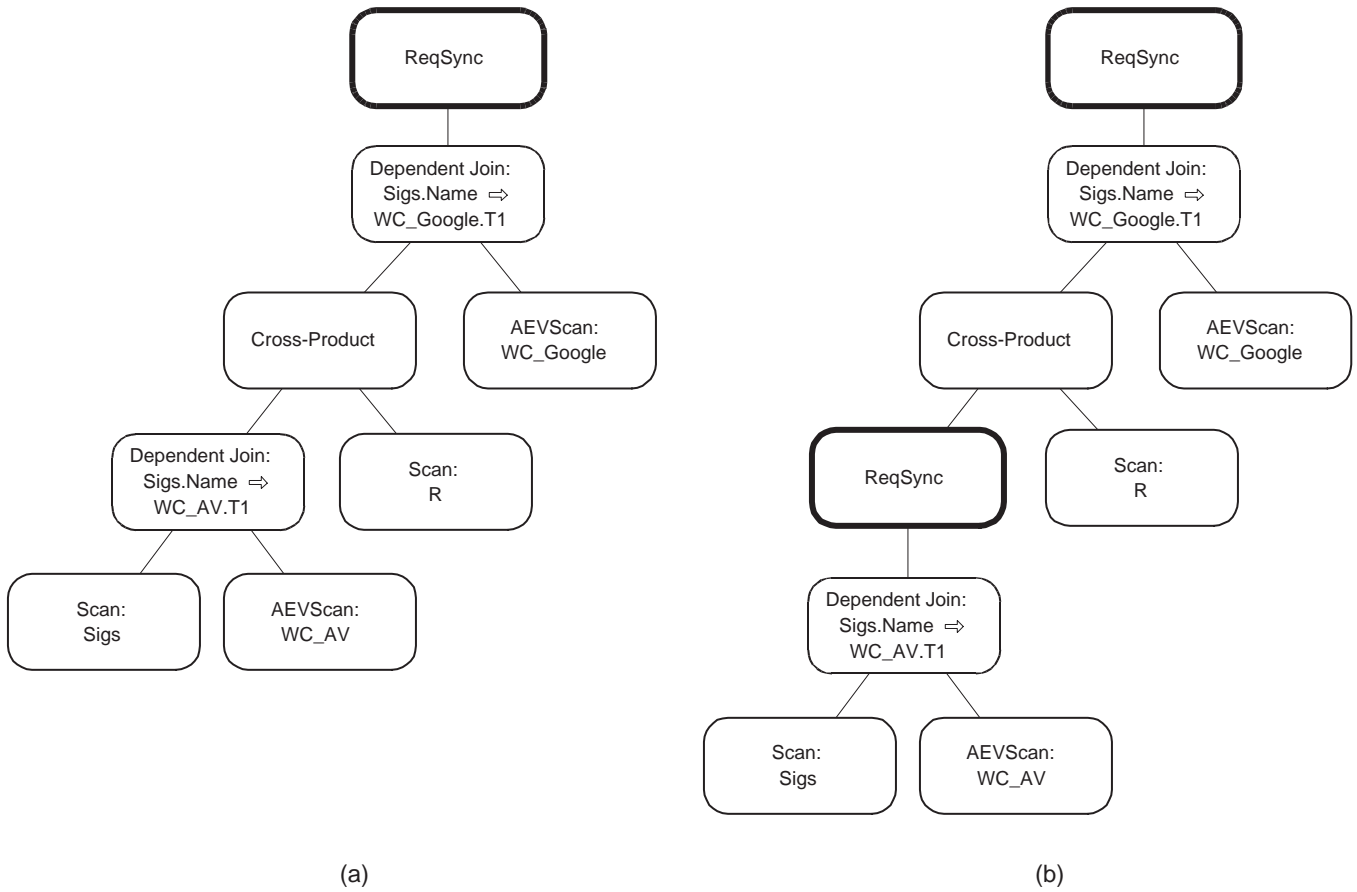 ReqSync
Dependent Join:
Sigs.Name ⇨
WC_Google.T1
Cross-Product
AEVScan:
WC_Google
Dependent Join:
Sigs.Name ⇨
WC_AV.T1
Scan:
R
Scan:
Sigs
AEVScan:
WC_AV
(a)
ReqSync
Dependent Join:
Sigs.Name ⇨
WC_Google.T1
Cross-Product
AEVScan:
WC_Google
ReqSync
Scan:
R
Dependent Join:
Sigs.Name ⇨
WC_AV.T1
Scan:
Sigs
AEVScan:
WC_AV
(b)